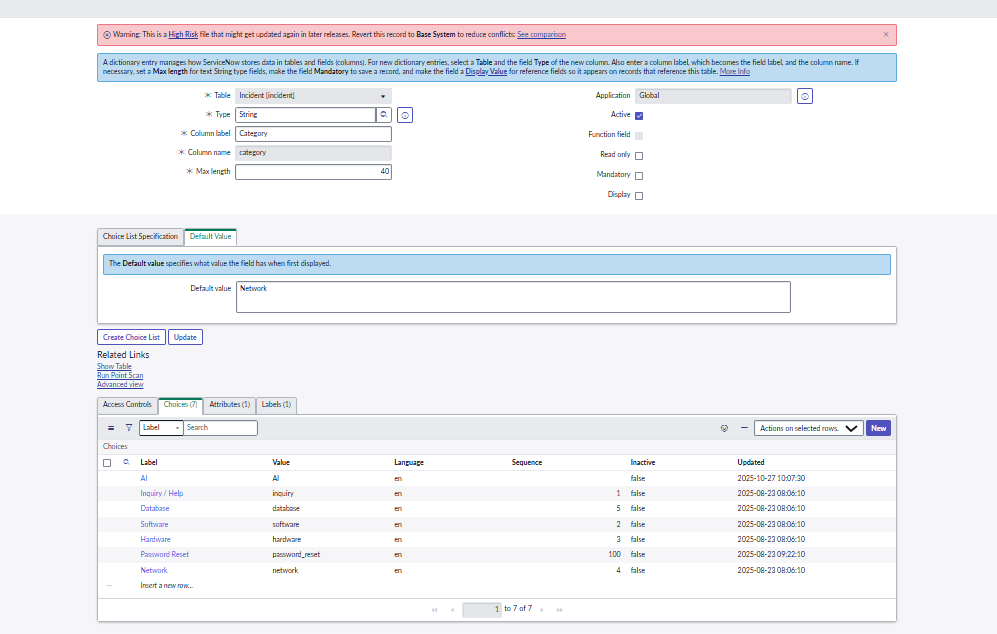 Warning: This is a High Risk file that might get updated again in later releases. Revert this record to Base System to reduce conflicts: See comparison
A dictionary entry manages how ServiceNow stores data in tables and fields (columns). For new dictionary entries, select a Table and the field Type of the new column. Also enter a column label, which becomes the field label, and the column name. If
necessary, set a Max length for text String type fields, make the field Mandatory to save a record, and make the field a Display Value for reference fields so it appears on records that reference this table. More Info
Table Incident [incident]
Application Global
Type String
Active
Column label Category
Function field
Column name category
Read only
Max length 40
Mandatory
Display
Choice List Specification Default Value
The Default value specifies what value the field has when first displayed.
Default value Network
Create Choice List Update
Related Links
Show Table
Run Point Scan
Advanced view
Access Controls Choices (7) Attributes (1) Labels (1)
Label Search Actions on selected rows. New
Choices
Label Value Language Sequence Inactive Updated
AI AI en false 2025-10-27 10:07:30
Inquiry / Help inquiry en 1 false 2025-08-23 08:06:10
Database database en 5 false 2025-08-23 08:06:10
Software software en 2 false 2025-08-23 08:06:10
Hardware hardware en 3 false 2025-08-23 08:06:10
Password Reset password_reset en 100 false 2025-08-23 09:22:10
Network network en 4 false 2025-08-23 08:06:10
Insert a new row...
1 to 7 of 7